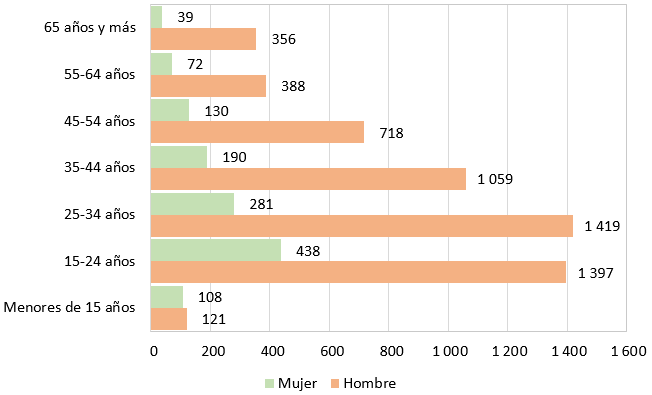 65 años y más
39
356
55-64 años
72
388
45-54 años
130
718
35-44 años
190
1 059
25-34 años
281
1 419
15-24 años
438
1 397
Menores de 15 años
108
121
0 200 400 600 800 1 000 1 200 1 400 1 600
Mujer Hombre